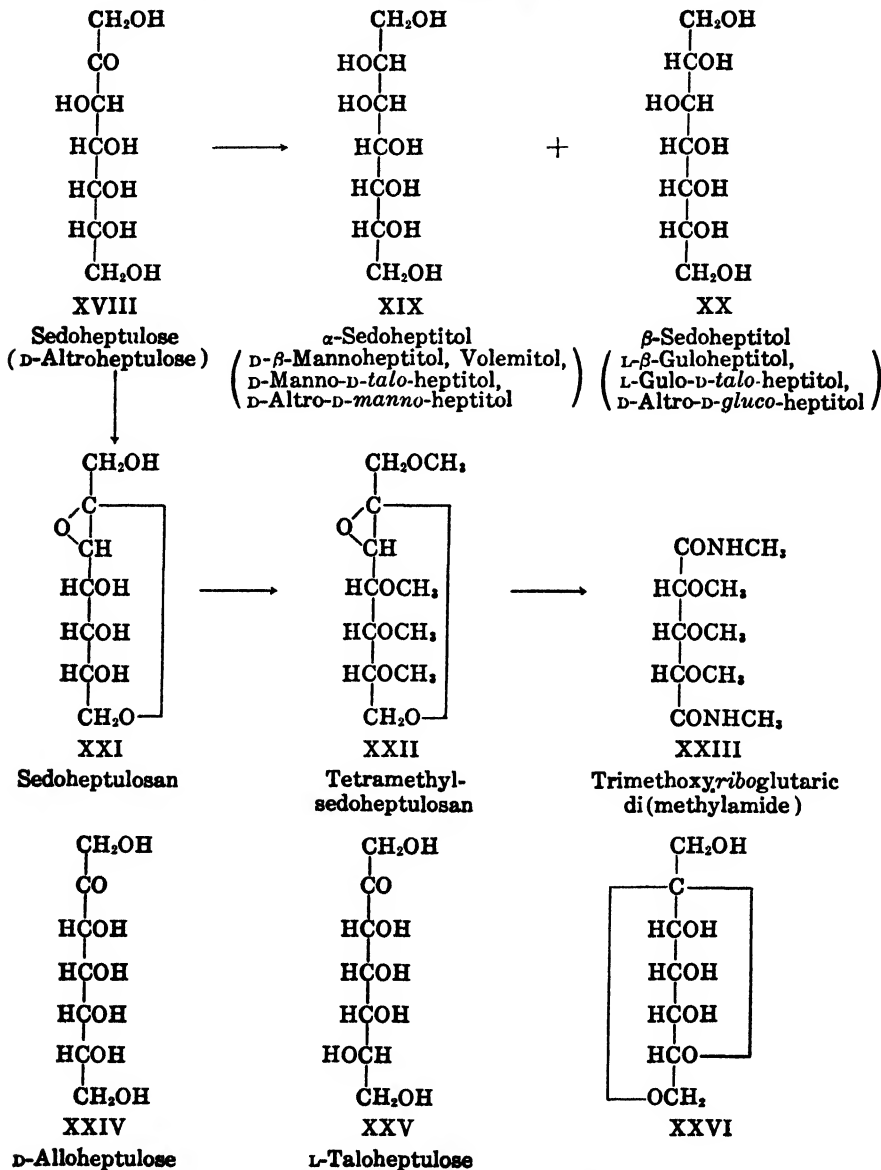 CH₂OH CH₂OH CH₂OH
CO HOCH HCOH
HOCH HOCH HOCH
HCOH ⟶ HCOH + HCOH
HCOH HCOH HCOH
HCOH HCOH HCOH
CH₂OH CH₂OH CH₂OH
XVIII XIX XX
Sedoheptulose α-Sedoheptitol β-Sedoheptitol
(D-Altroheptulose) (D-β-Mannoheptitol, Volemitol, (L-β-Guloheptitol,
D-Manno-D-talo-heptitol, L-Gulo-D-talo-heptitol,
D-Altro-D-manno-heptitol) D-Altro-D-gluco-heptitol)
CH₂OH CH₂OCH₃
C C
O O
CH CH CONHCH₃
HCOH HCOCH₃ HCOCH₃
HCOH HCOCH₃ HCOCH₃
HCOH HCOCH₃ HCOCH₃
CH₂O CH₂O CONHCH₃
XXI XXII XXIII
Sedoheptulosan Tetramethyl- Trimethoxyriboglutaric
sedoheptulosan di(methylamide)
CH₂OH CH₂OH CH₂OH
CO CO C
HCOH HCOH HCOH
HCOH HCOH HCOH
HCOH HCOH HCOH
HCOH HOCH HCO
CH₂OH CH₂OH OCH₂
XXIV XXV XXVI
D-Alloheptulose L-Taloheptulose